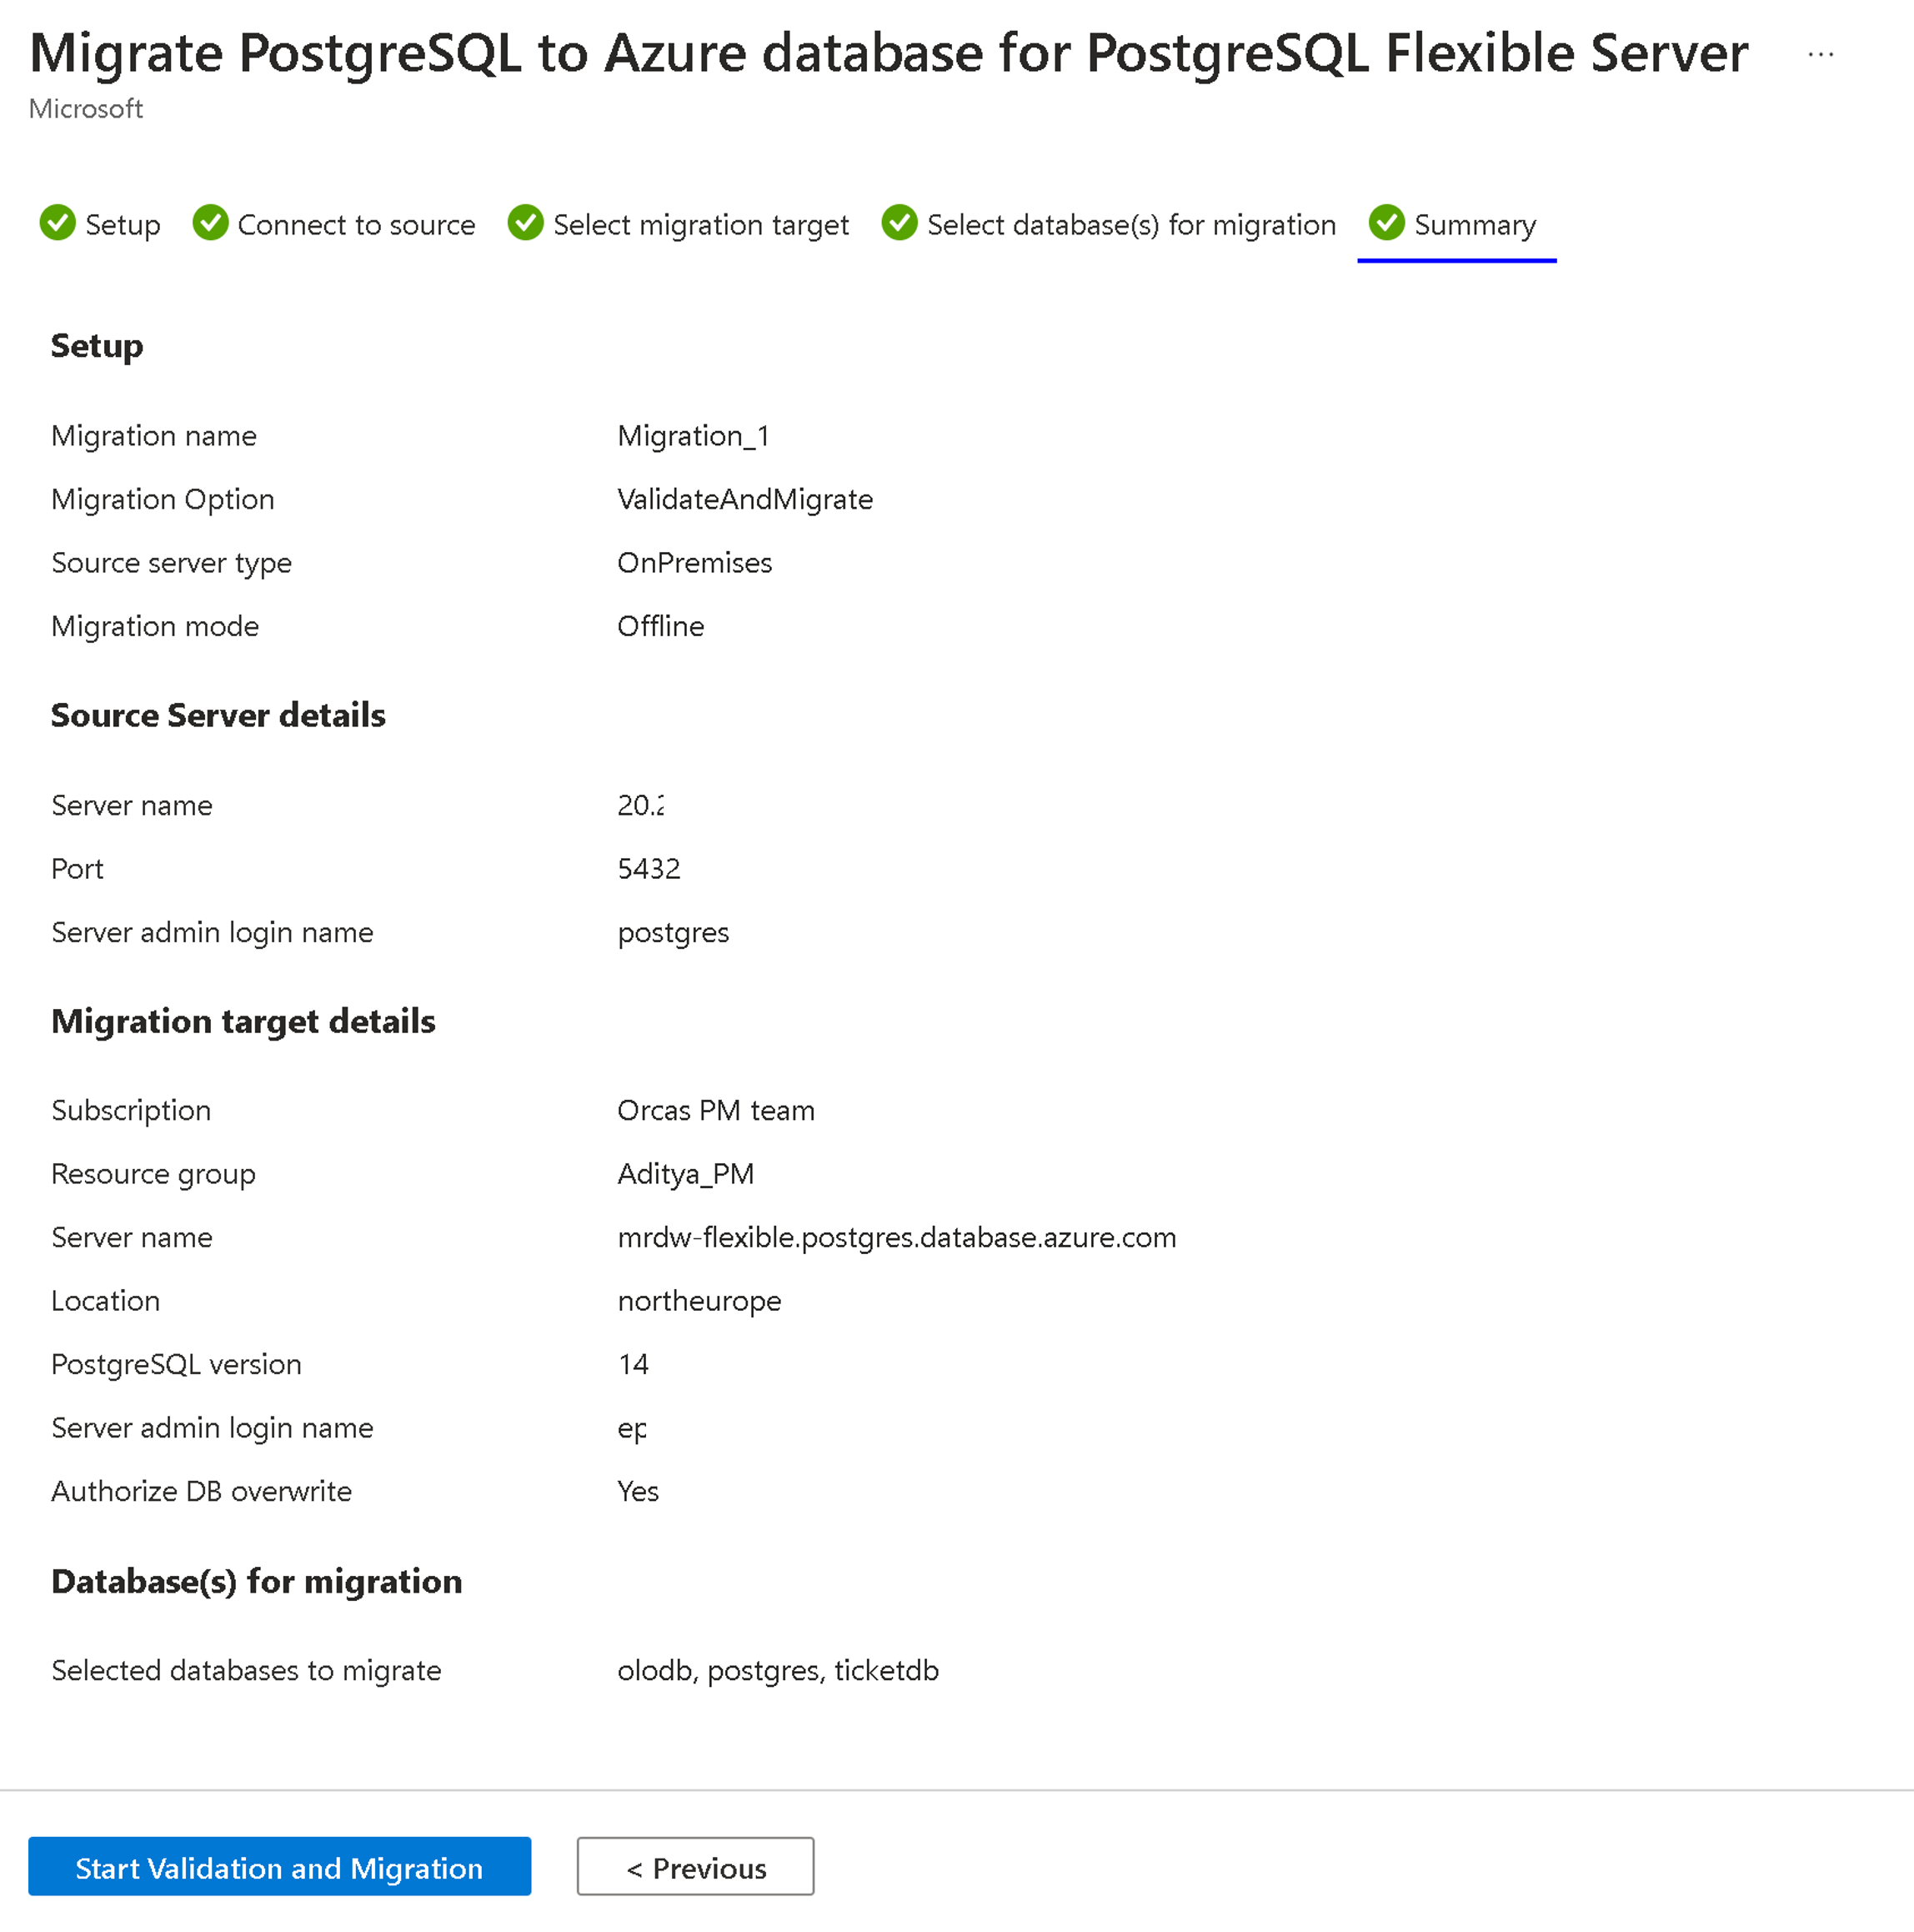 Migrate PostgreSQL to Azure database for PostgreSQL Flexible Server ...
Microsoft
Setup Connect to source Select migration target Select database(s) for migration Summary
Setup
Migration name Migration_1
Migration Option ValidateAndMigrate
Source server type OnPremises
Migration mode Offline
Source Server details
Server name 20.
Port 5432
Server admin login name postgres
Migration target details
Subscription Orcas PM team
Resource group Aditya_PM
Server name mrdw-flexible.postgres.database.azure.com
Location northeurope
PostgreSQL version 14
Server admin login name ep
Authorize DB overwrite Yes
Database(s) for migration
Selected databases to migrate olodb, postgres, ticketdb
Start Validation and Migration < Previous